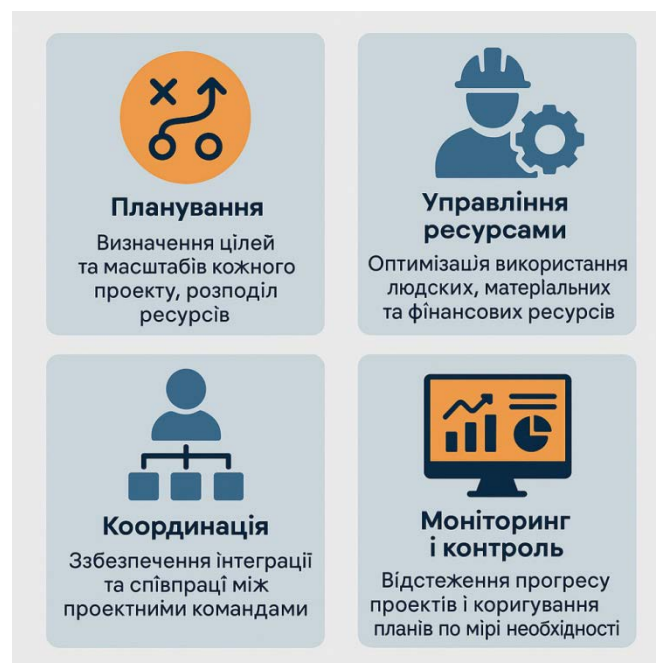 Планування
Визначення цілей
та масштабів кожного
проекту, розподіл
ресурсів
Управління
ресурсами
Оптимізація використання
людских, матеріальних
та фінансових ресурсів
Координація
Ззбезпечення інтеграції
та співпраці між
проектними командами
Моніторинг
і контроль
Відстеження прогресу
проектів і коригування
планів по мірі необхідності